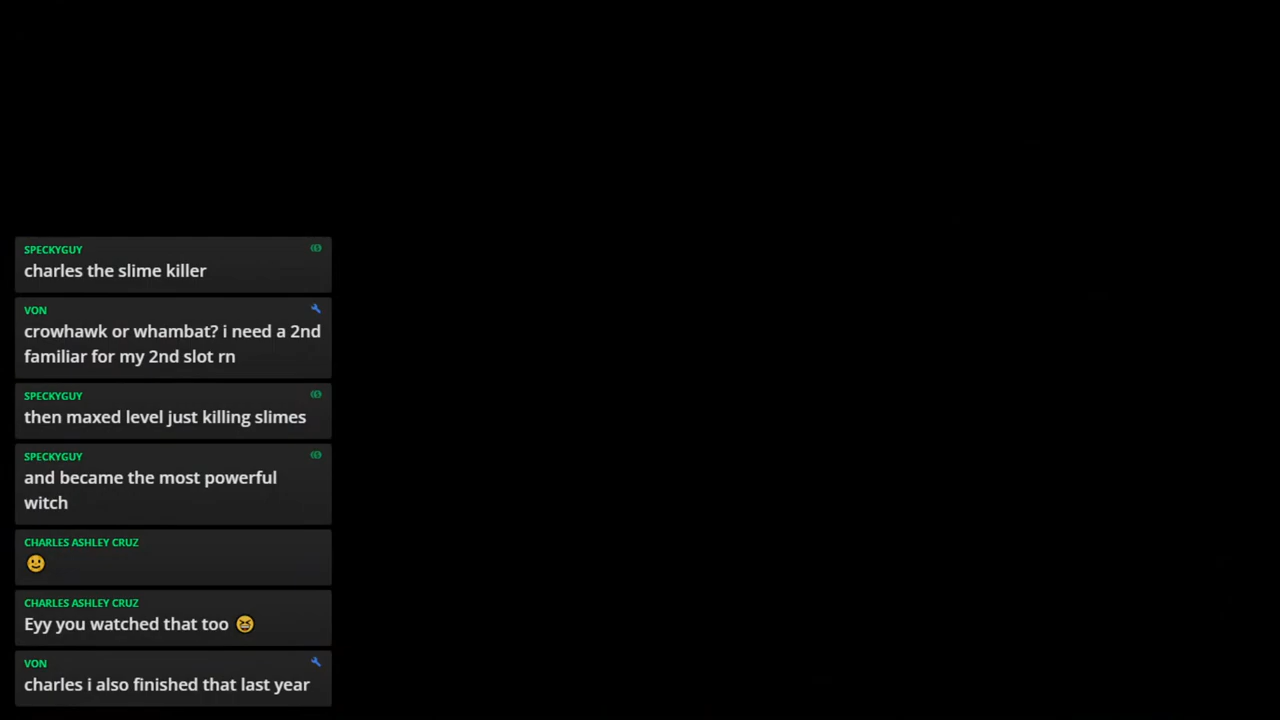 SPECKYGUY
charles the slime killer
VON
crowhawk or whambat? i need a 2nd
familiar for my 2nd slot rn
SPECKYGUY
then maxed level just killing slimes
SPECKYGUY
and became the most powerful
witch
CHARLES ASHLEY CRUZ
🙂
CHARLES ASHLEY CRUZ
Eyy you watched that too 😆
VON
charles i also finished that last year